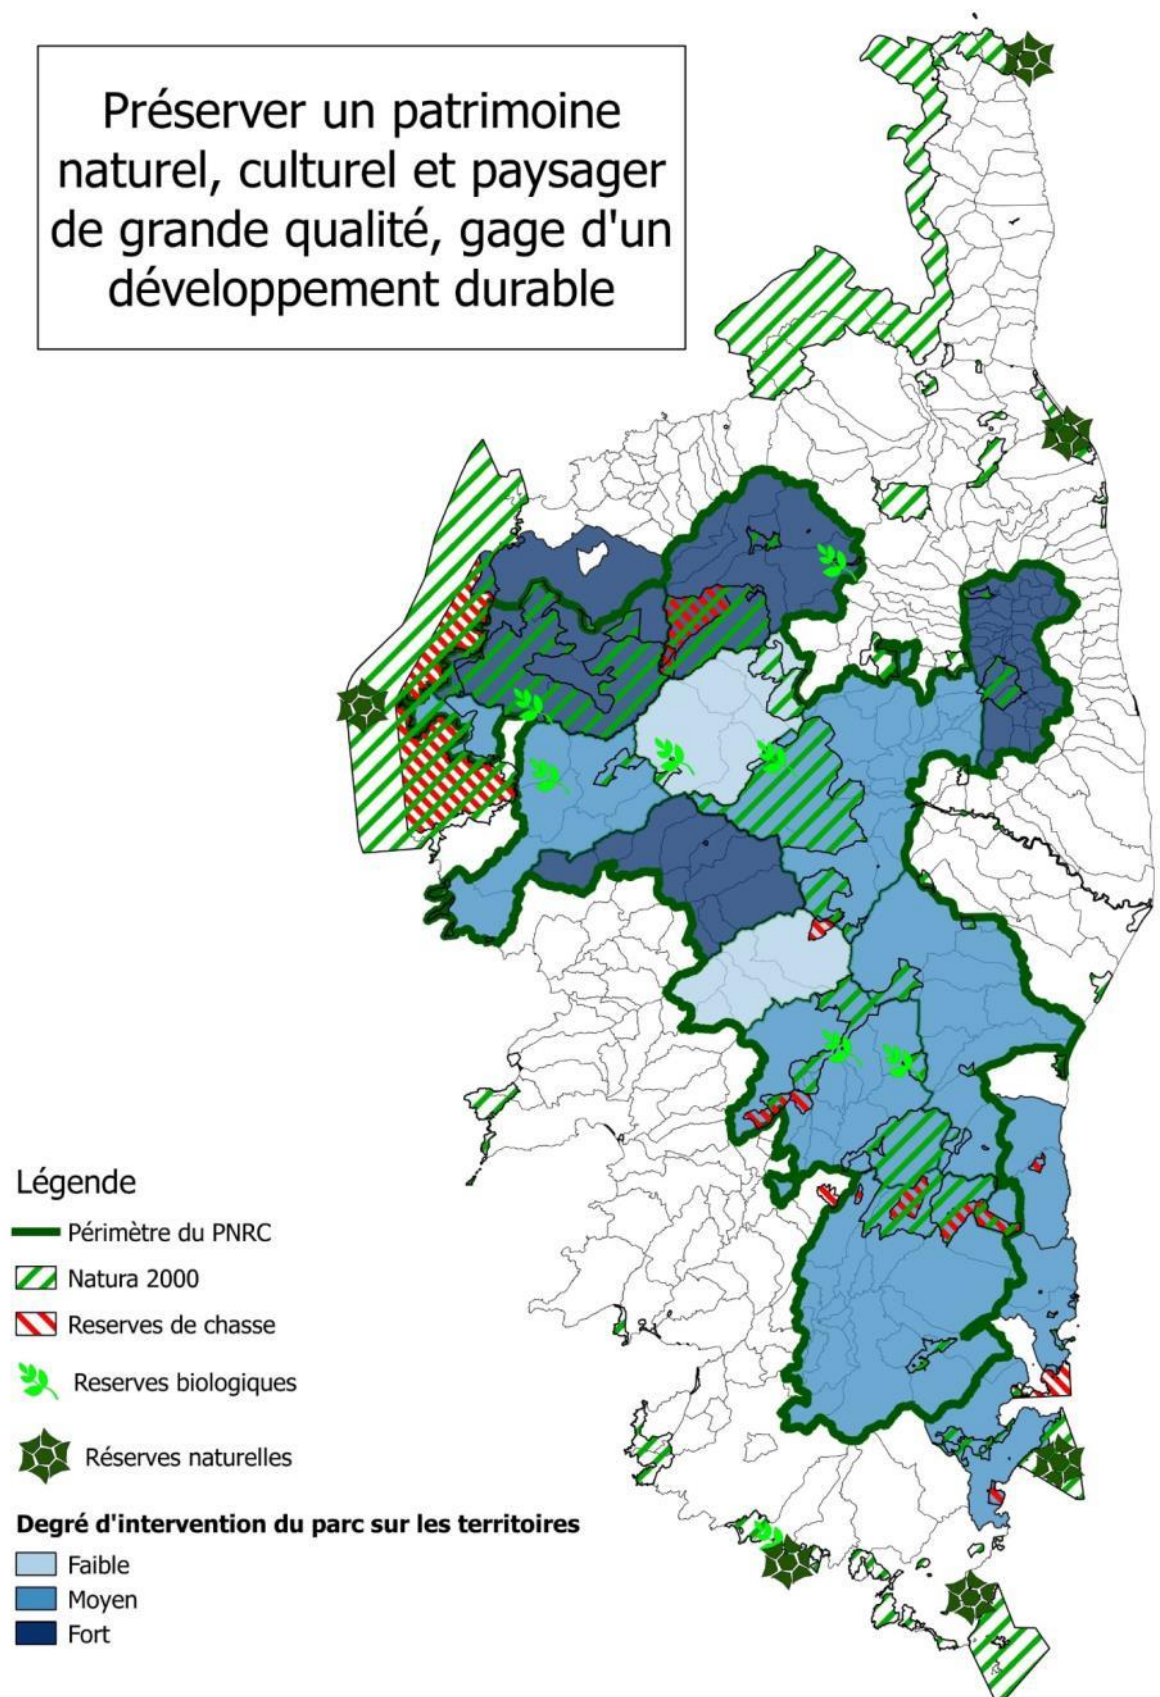 Préserver un patrimoine
naturel, culturel et paysager
de grande qualité, gage d'un
développement durable
Légende
Périmètre du PNRC
Natura 2000
Reserves de chasse
Reserves biologiques
Réserves naturelles
Degré d'intervention du parc sur les territoires
Faible
Moyen
Fort